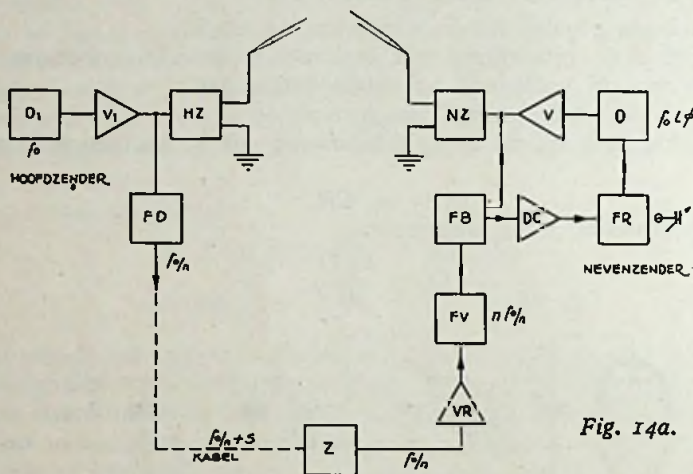 O1
V1
HZ
NZ
V
O
f₀ ∠φ
f₀
HOOFDZENDER
FD
FB
DC
FR
NEVENZENDER
f₀/n
FV
n f₀/n
VR
f₀/n + S
KABEL
Z
f₀/n
Fig. 14a.